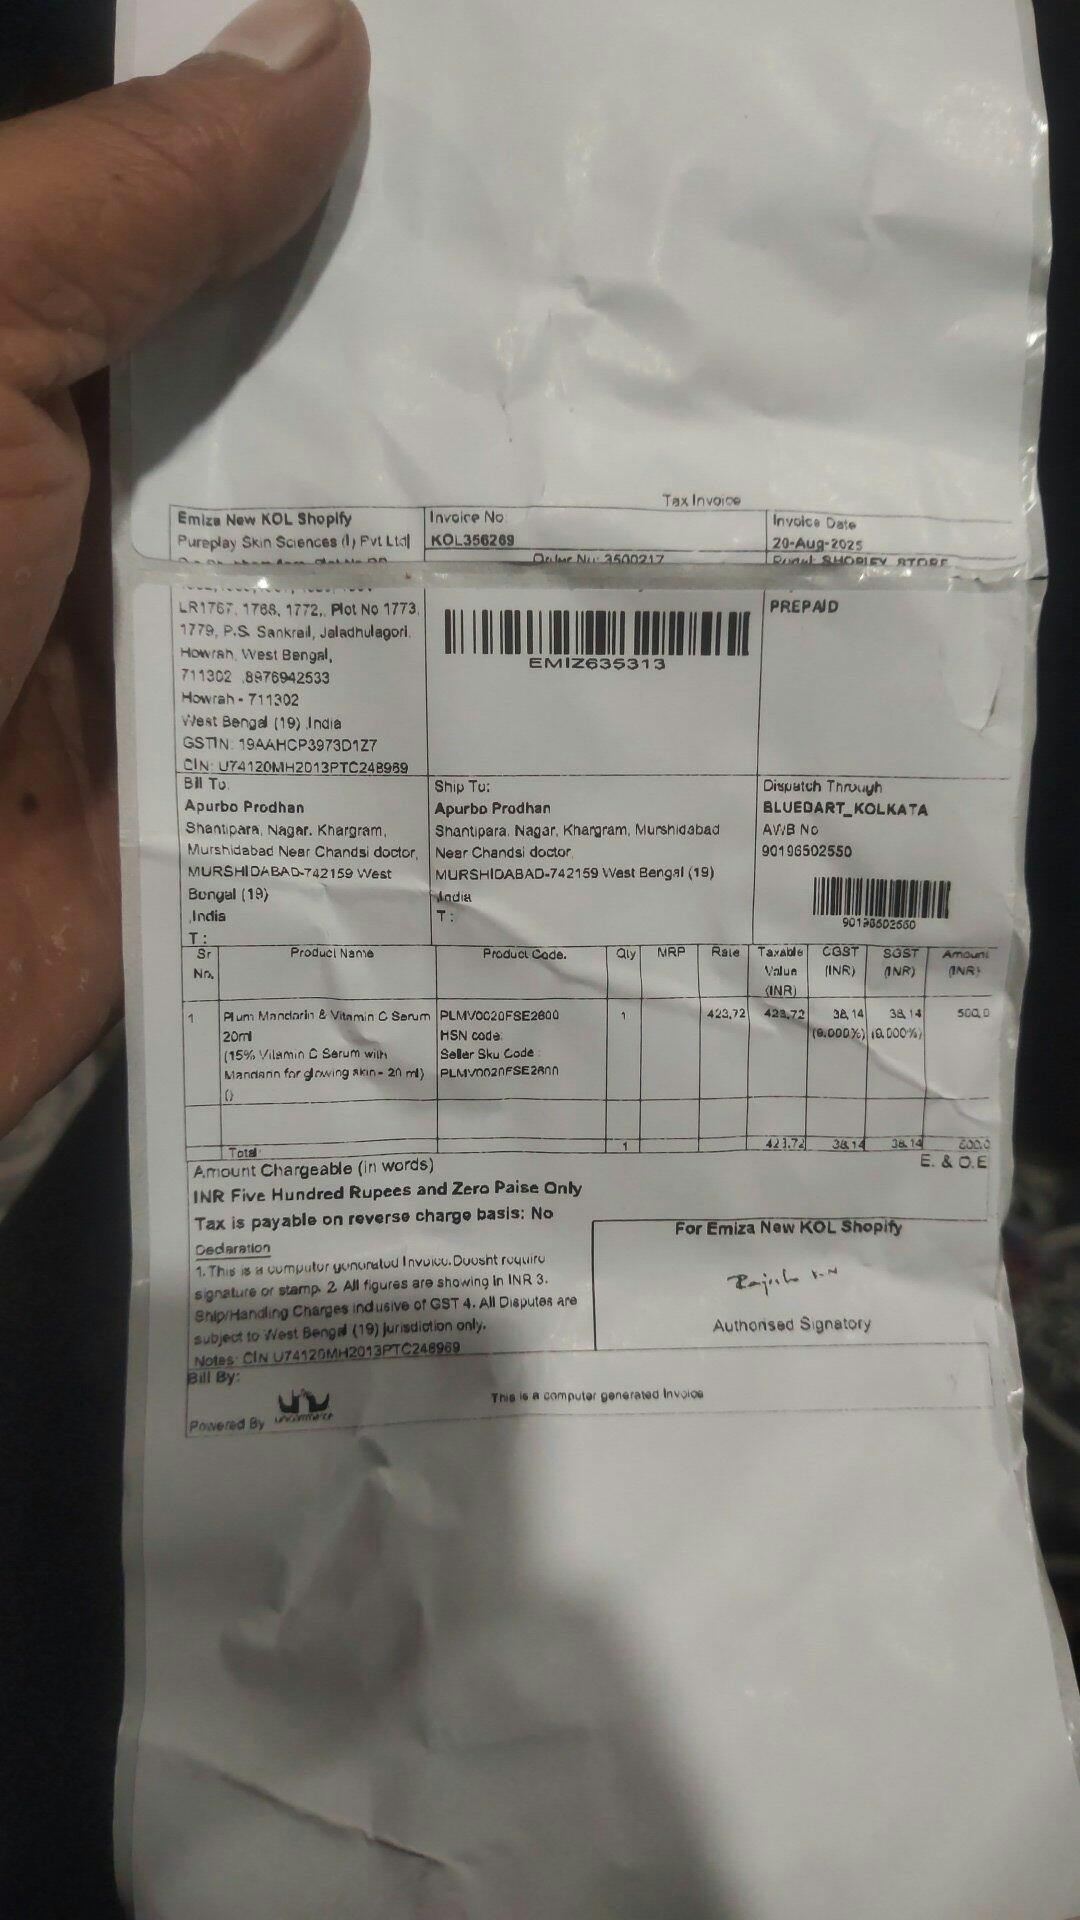 Tax Invoice
Emiza New KOL Shopify
Pureplay Skin Sciences (I) Pvt Ltd
Invoice No
KOL356269
Invoice Date
20-Aug-2025
Order No: 3500217
Portal: SHOPIFY STORE
LR1767, 1768, 1772,, Plot No 1773,
1779, P.S. Sankrail, Jaladhulagori,
Howrah, West Bengal,
711302 ,8976942533
Howrah - 711302
West Bengal (19) ,India
GSTIN: 19AAHCP3973D1Z7
CIN: U74120MH2013PTC248969
EMIZ635313
PREPAID
Bill To:
Apurbo Prodhan
Shantipara, Nagar, Khargram,
Murshidabad Near Chandsi doctor,
MURSHIDABAD-742159 West
Bengal (19)
,India
T :
Ship To:
Apurbo Prodhan
Shantipara, Nagar, Khargram, Murshidabad
Near Chandsi doctor,
MURSHIDABAD-742159 West Bengal (19)
,India
T :
Dispatch Through
BLUEDART_KOLKATA
AWB No
90196502550
90196502550
Sr No. Product Name Product Code. Qty MRP Rate Taxable Value (INR) CGST (INR) SGST (INR) Amount (INR)
1 Plum Mandarin & Vitamin C Serum PLMV0020FSE2600 1 423.72 423.72 38.14 38.14 500.0
20ml HSN code: (9.000%) (9.000%)
(15% Vitamin C Serum with Seller Sku Code :
Mandarin for glowing skin - 20 ml) PLMV0020FSE2600
()
Total 1 423.72 38.14 38.14 500.0
Amount Chargeable (in words) E. & O.E
INR Five Hundred Rupees and Zero Paise Only
Tax is payable on reverse charge basis: No
Declaration
1. This is a computer generated Invoice. Doesnt require
signature or stamp. 2. All figures are showing in INR 3.
Ship/Handling Charges inclusive of GST 4. All Disputes are
subject to West Bengal (19) jurisdiction only.
Notes: CIN U74120MH2013PTC248969
For Emiza New KOL Shopify
Authorised Signatory
Bill By:
Powered By unicommerce
This is a computer generated Invoice